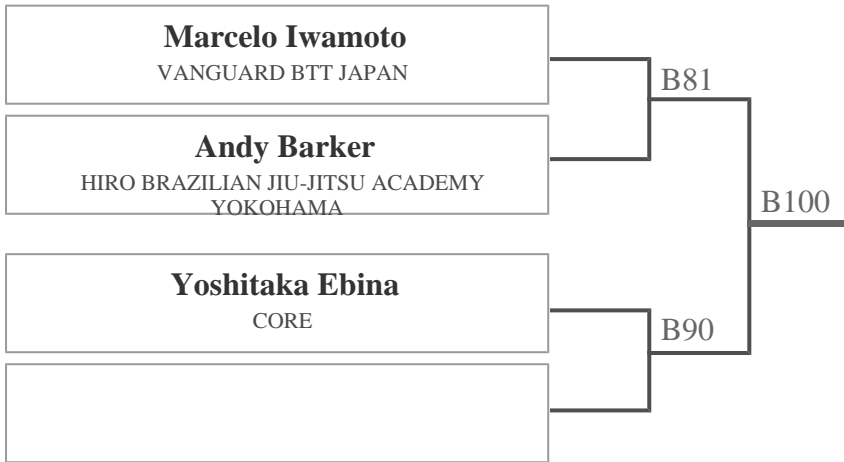 Marcelo Iwamoto
VANGUARD BTT JAPAN
B81
Andy Barker
HIRO BRAZILIAN JIU-JITSU ACADEMY
YOKOHAMA
B100
Yoshitaka Ebina
CORE
B90